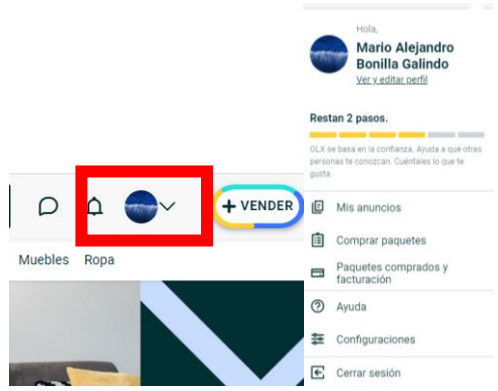 + VENDER
Muebles Ropa
Hola,
Mario Alejandro
Bonilla Galindo
Ver y editar perfil
Restan 2 pasos.
OLX se basa en la confianza. Ayuda a que otras
personas te conozcan. Cuéntales lo que te
gusta.
Mis anuncios
Comprar paquetes
Paquetes comprados y
facturación
Ayuda
Configuraciones
Cerrar sesión